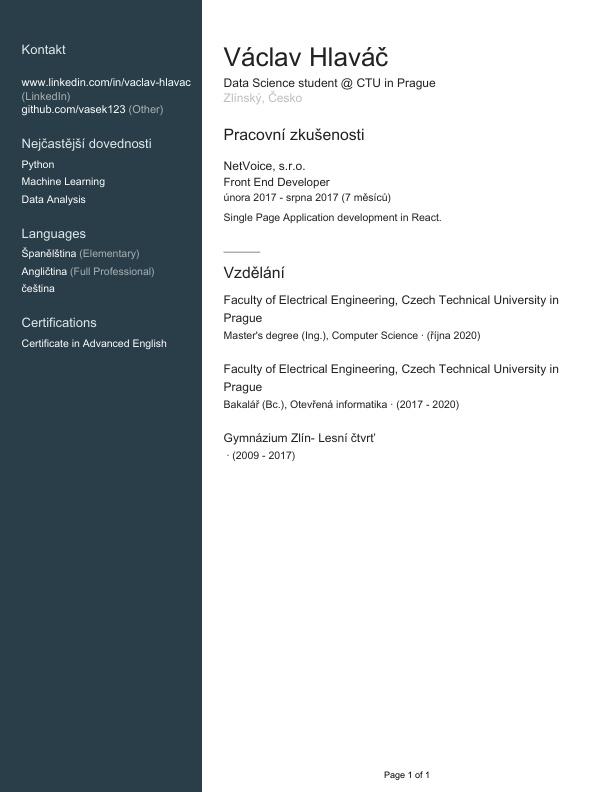 Kontakt
www.linkedin.com/in/vaclav-hlavac
(LinkedIn)
github.com/vasek123 (Other)
Nejčastější dovednosti
Python
Machine Learning
Data Analysis
Languages
Španělština (Elementary)
Angličtina (Full Professional)
čeština
Certifications
Certificate in Advanced English
Václav Hlaváč
Data Science student @ CTU in Prague
Zlínský, Česko
Pracovní zkušenosti
NetVoice, s.r.o.
Front End Developer
února 2017 - srpna 2017 (7 měsíců)
Single Page Application development in React.
Vzdělání
Faculty of Electrical Engineering, Czech Technical University in
Prague
Master's degree (Ing.), Computer Science · (října 2020)
Faculty of Electrical Engineering, Czech Technical University in
Prague
Bakalář (Bc.), Otevřená informatika · (2017 - 2020)
Gymnázium Zlín- Lesní čtvrť
· (2009 - 2017)
Page 1 of 1